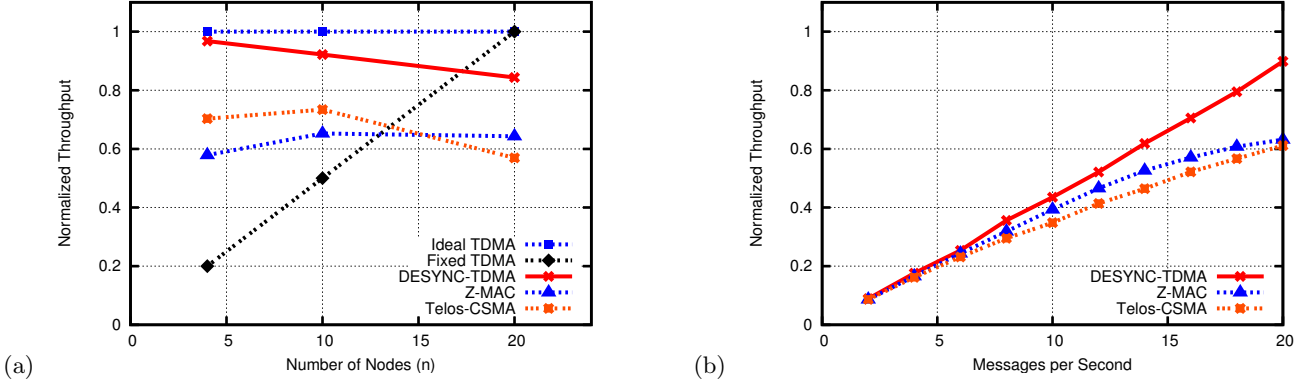 Normalized Throughput
1
0.8
0.6
0.4
0.2
0
0 5 10 15 20
Number of Nodes (n)
Ideal TDMA
Fixed TDMA
DESYNC-TDMA
Z-MAC
Telos-CSMA
(a)
Normalized Throughput
1
0.8
0.6
0.4
0.2
0
0 5 10 15 20
Messages per Second
DESYNC-TDMA
Z-MAC
Telos-CSMA
(b)